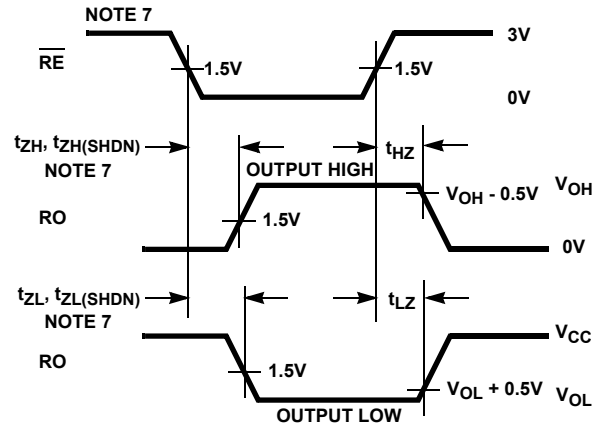 NOTE 7
RE
3V
1.5V
1.5V
0V
tZH, tZH(SHDN)
NOTE 7
tHZ
OUTPUT HIGH
VOH - 0.5V
VOH
RO
1.5V
0V
tZL, tZL(SHDN)
NOTE 7
tLZ
VCC
RO
1.5V
VOL + 0.5V
VOL
OUTPUT LOW